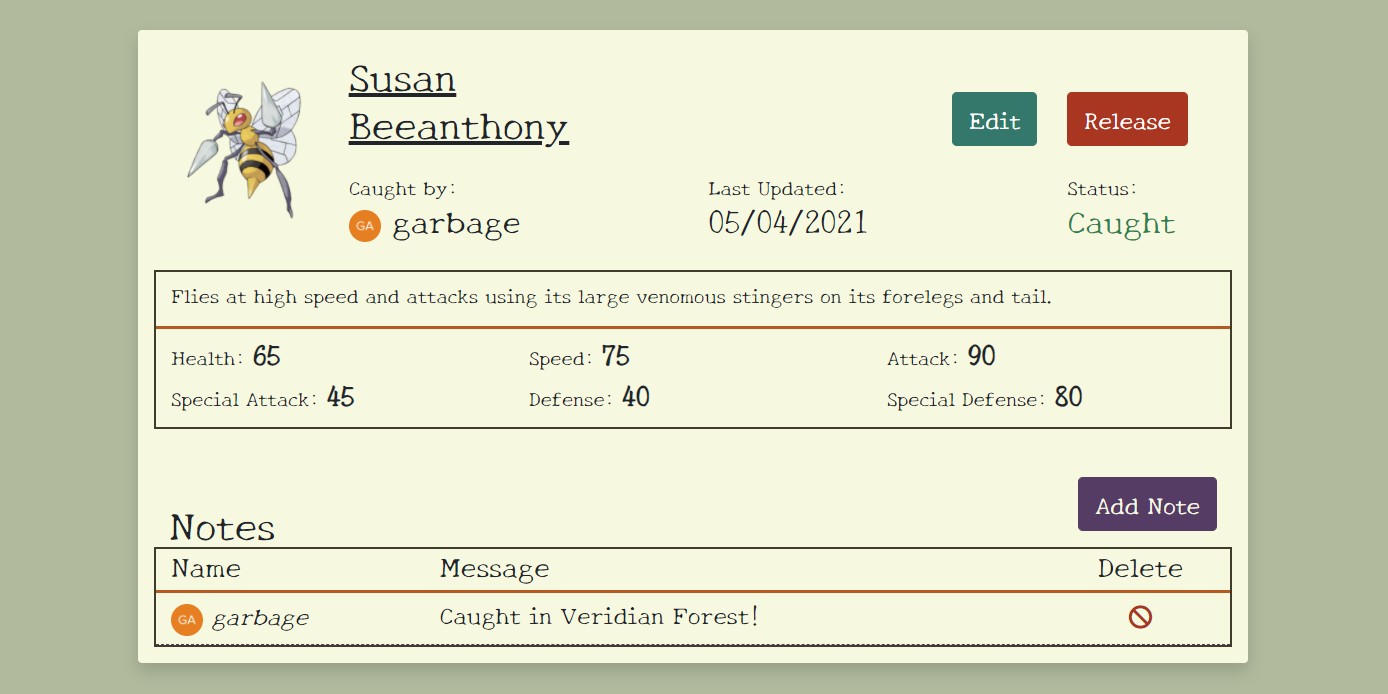 Susan
Beeanthony
Edit
Release
Caught by:
Last Updated:
Status:
GA garbage
05/04/2021
Caught
Flies at high speed and attacks using its large venomous stingers on its forelegs and tail.
Health: 65
Speed: 75
Attack: 90
Special Attack: 45
Defense: 40
Special Defense: 80
Add Note
Notes
Name
Message
Delete
GA garbage
Caught in Veridian Forest!